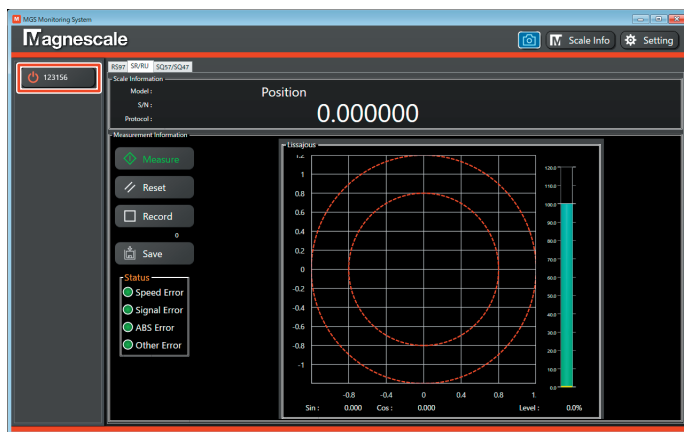 MGS Monitoring System
Magnescale
Scale Info
Setting
123156
RS97 SR/RU SQ57/SQ47
Scale Information
Model :
S/N :
Protocol :
Position
0.000000
Measurement Information
Measure
Reset
Record
0
Save
Status
Speed Error
Signal Error
ABS Error
Other Error
Lissajous
1.2
1
0.8
0.6
0.4
0.2
0
-0.2
-0.4
-0.6
-0.8
-1
-0.8 -0.4 0 0.4 0.8 1
Sin : 0.000 Cos : 0.000 Level : 0.0%
120.0
110.0
100.0
90.0
80.0
70.0
60.0
50.0
40.0
30.0
20.0
10.0
0.0